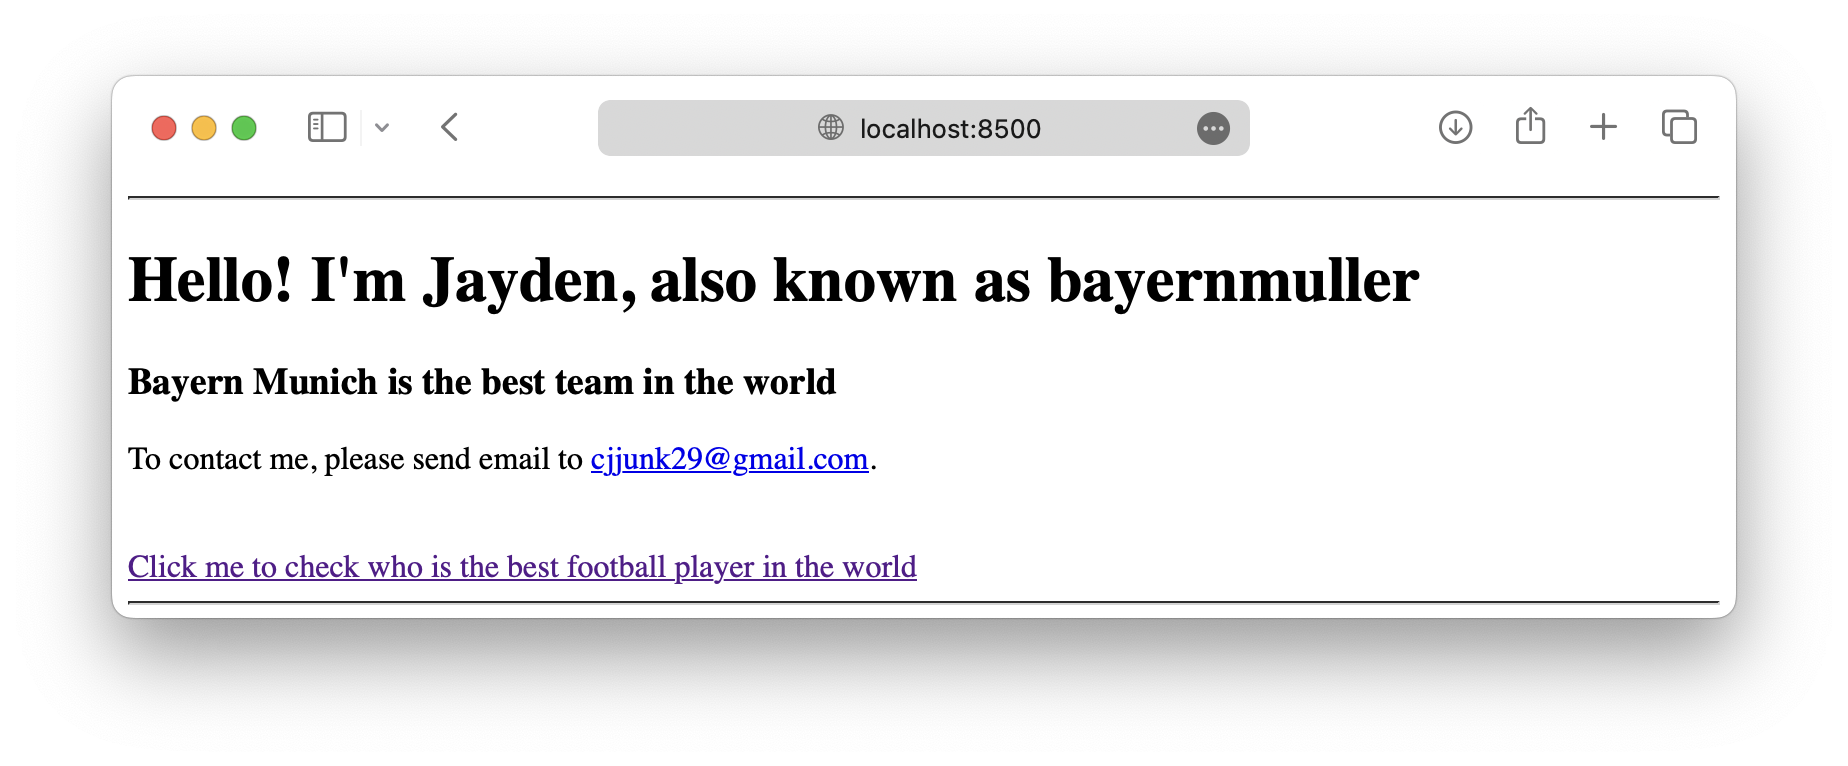 localhost:8500
Hello! I'm Jayden, also known as bayernmuller
Bayern Munich is the best team in the world
To contact me, please send email to cjjunk29@gmail.com.
Click me to check who is the best football player in the world